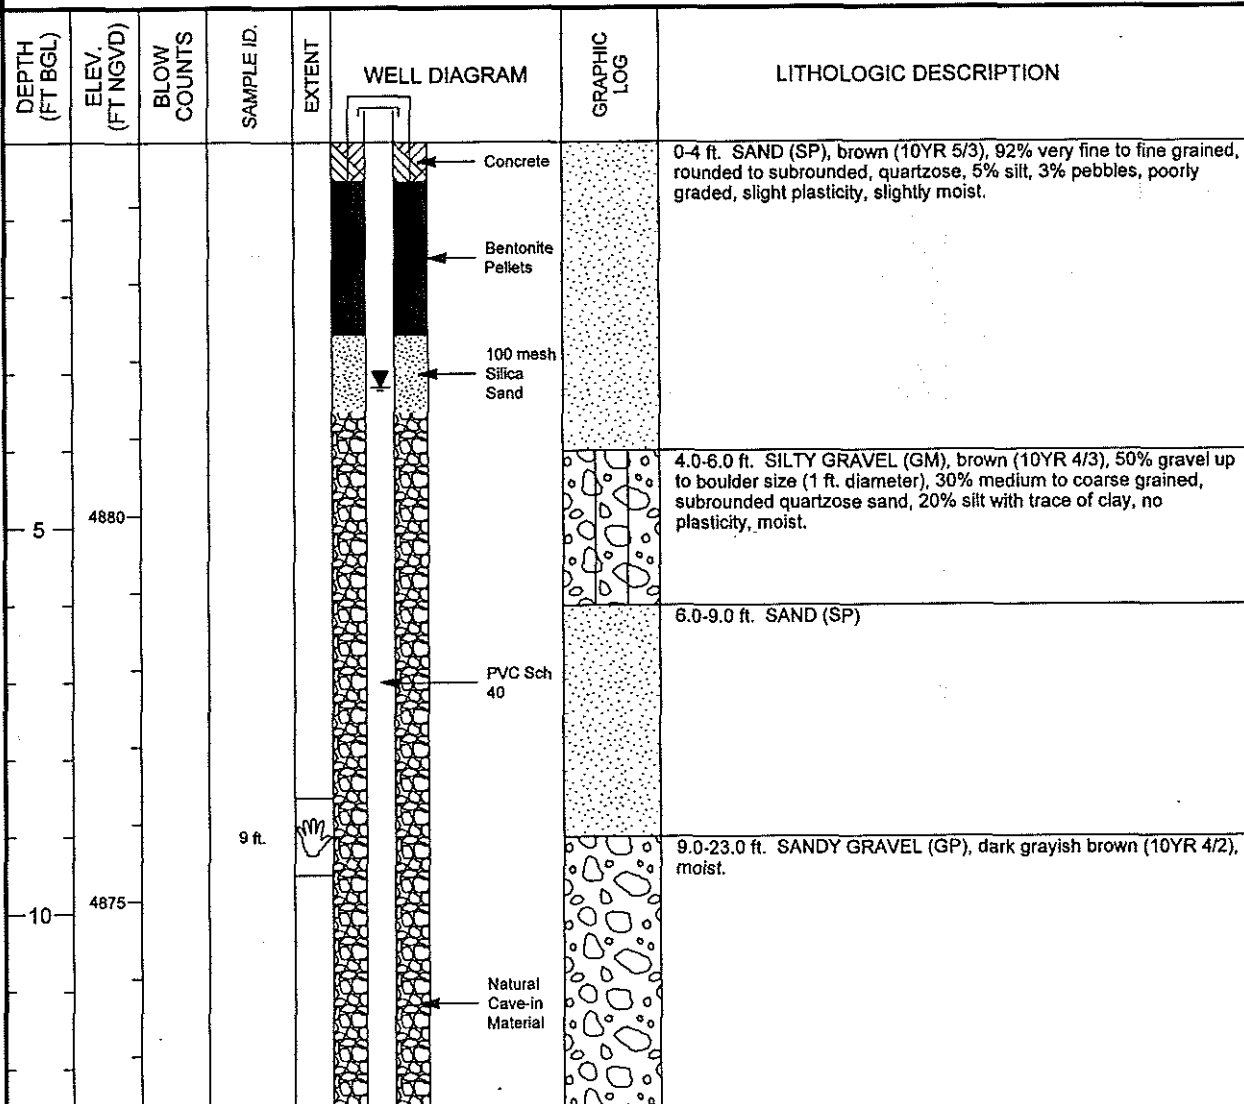 DEPTH
(FT BGL)
ELEV.
(FT NGVD)
BLOW
COUNTS
SAMPLE ID.
EXTENT
WELL DIAGRAM
GRAPHIC
LOG
LITHOLOGIC DESCRIPTION
Concrete
0-4 ft. SAND (SP), brown (10YR 5/3), 92% very fine to fine grained,
rounded to subrounded, quartzose, 5% silt, 3% pebbles, poorly
graded, slight plasticity, slightly moist.
Bentonite
Pellets
100 mesh
Silica
Sand
4.0-6.0 ft. SILTY GRAVEL (GM), brown (10YR 4/3), 50% gravel up
to boulder size (1 ft. diameter), 30% medium to coarse grained,
subrounded quartzose sand, 20% silt with trace of clay, no
plasticity, moist.
5
4880
6.0-9.0 ft. SAND (SP)
PVC Sch
40
9 ft.
9.0-23.0 ft. SANDY GRAVEL (GP), dark grayish brown (10YR 4/2),
moist.
10
4875
Natural
Cave-in
Material